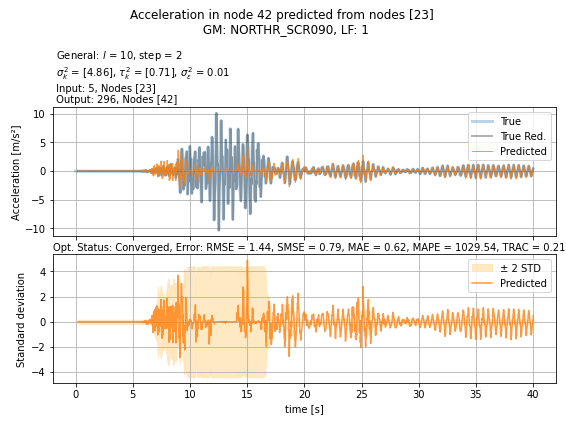 Acceleration in node 42 predicted from nodes [23]
GM: NORTHR_SCR090, LF: 1
General: l = 10, step = 2
σ²ₖ = [4.86], τ²ₖ = [0.71], σ²ε = 0.01
Input: 5, Nodes [23]
Output: 296, Nodes [42]
Acceleration [m/s²]
10
5
0
−5
−10
True
True Red.
Predicted
Opt. Status: Converged, Error: RMSE = 1.44, SMSE = 0.79, MAE = 0.62, MAPE = 1029.54, TRAC = 0.21
Standard deviation
4
2
0
−2
−4
± 2 STD
Predicted
0 5 10 15 20 25 30 35 40
time [s]